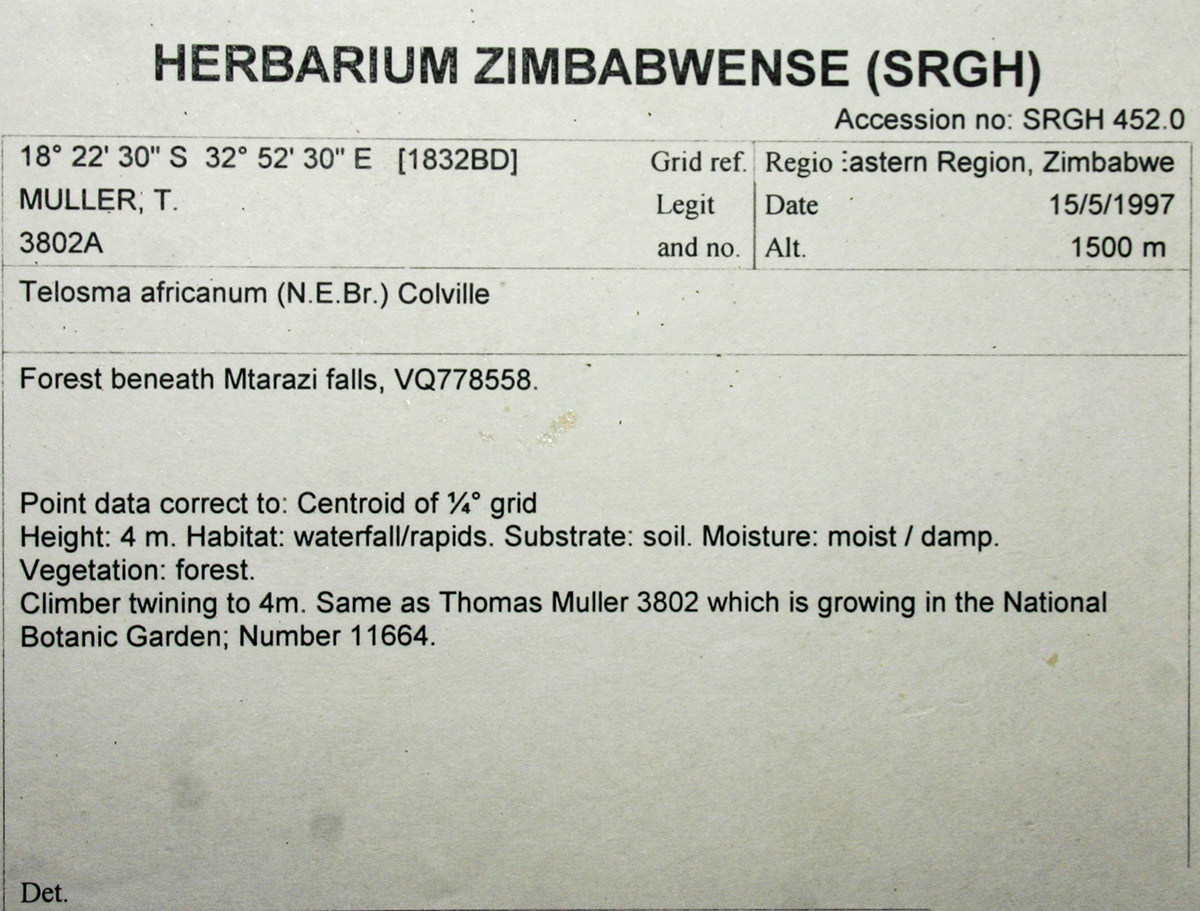 HERBARIUM ZIMBABWENSE (SRGH)
Accession no: SRGH 452.0
18° 22' 30" S 32° 52' 30" E [1832BD] Grid ref. Regio astern Region, Zimbabwe
MULLER, T. Legit Date 15/5/1997
3802A and no. Alt. 1500 m
Telosma africanum (N.E.Br.) Colville
Forest beneath Mtarazi falls, VQ778558.
Point data correct to: Centroid of ¼° grid
Height: 4 m. Habitat: waterfall/rapids. Substrate: soil. Moisture: moist / damp.
Vegetation: forest.
Climber twining to 4m. Same as Thomas Muller 3802 which is growing in the National
Botanic Garden; Number 11664.
Det.